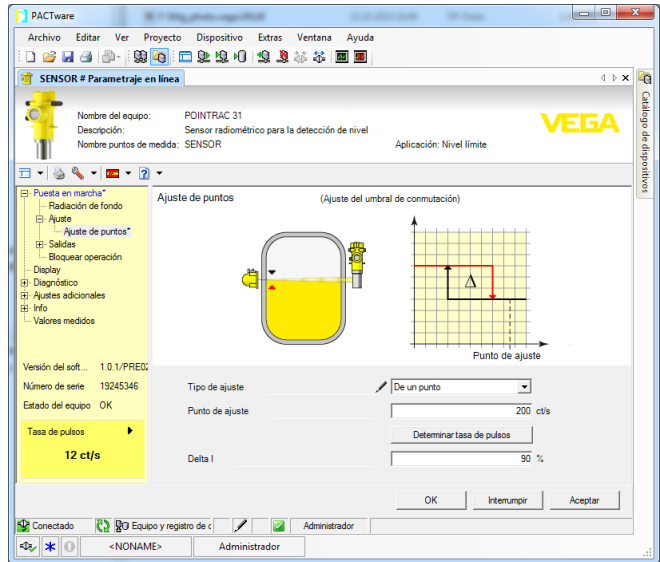 PACTware
Archivo Editar Ver Proyecto Dispositivo Extras Ventana Ayuda
SENSOR # Parametraje en línea
Catálogo de dispositivos
Nombre del equipo: POINTRAC 31
Descripción: Sensor radiométrico para la detección de nivel
Nombre puntos de medida: SENSOR Aplicación: Nivel límite
VEGA
Puesta en marcha*
Radiación de fondo
Ajuste
Ajuste de puntos*
Salidas
Bloquear operación
Display
Diagnóstico
Ajustes adicionales
Info
Valores medidos
Versión del soft... 1.0.1/PRE02
Número de serie 19245346
Estado del equipo OK
Tasa de pulsos
12 ct/s
Ajuste de puntos (Ajuste del umbral de conmutación)
Δ
Punto de ajuste
Tipo de ajuste De un punto
Punto de ajuste 200 ct/s
Determinar tasa de pulsos
Delta I 90 %
OK Interrumpir Aceptar
Conectado Equipo y registro de c Administrador
<NONAME> Administrador